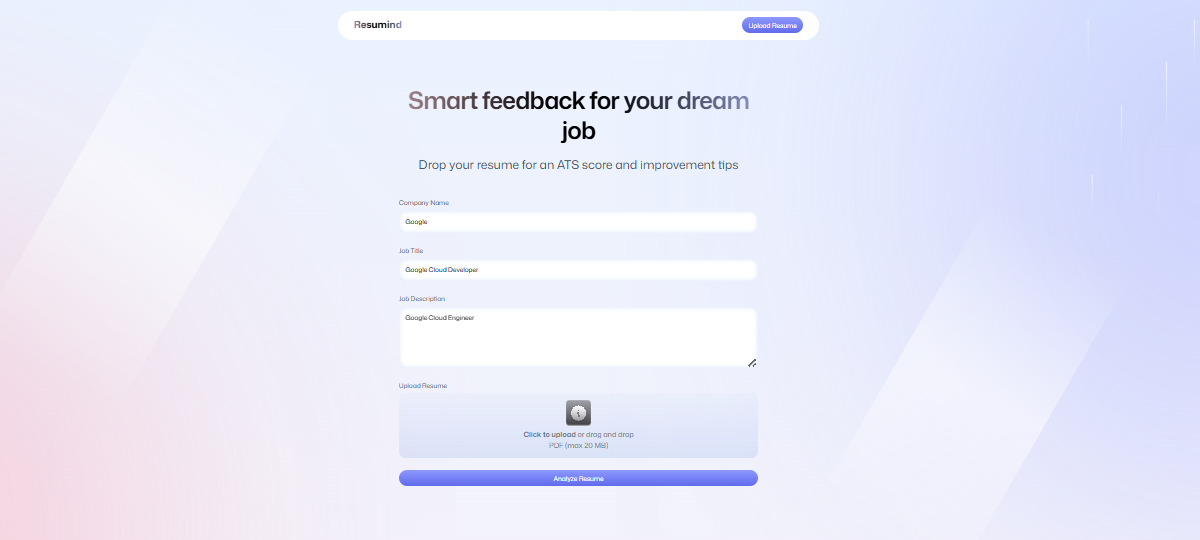 Resumind
Upload Resume
Smart feedback for your dream
job
Drop your resume for an ATS score and improvement tips
Company Name
Google
Job Title
Google Cloud Developer
Job Description
Google Cloud Engineer
Upload Resume
i
Click to upload or drag and drop
PDF (max 20 MB)
Analyze Resume